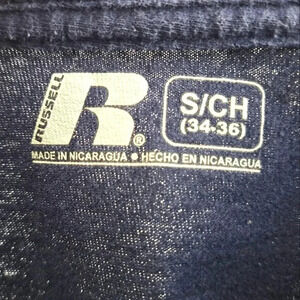 RUSSELL
R®
S/CH
(34-36)
MADE IN NICARAGUA • HECHO EN NICARAGUA